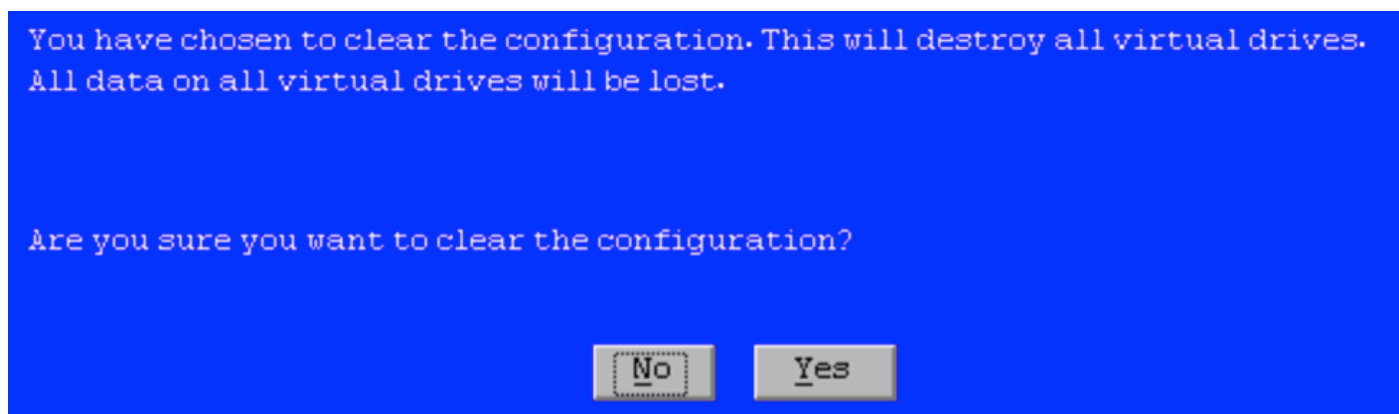 You have chosen to clear the configuration. This will destroy all virtual drives.
All data on all virtual drives will be lost.
Are you sure you want to clear the configuration?
No Yes